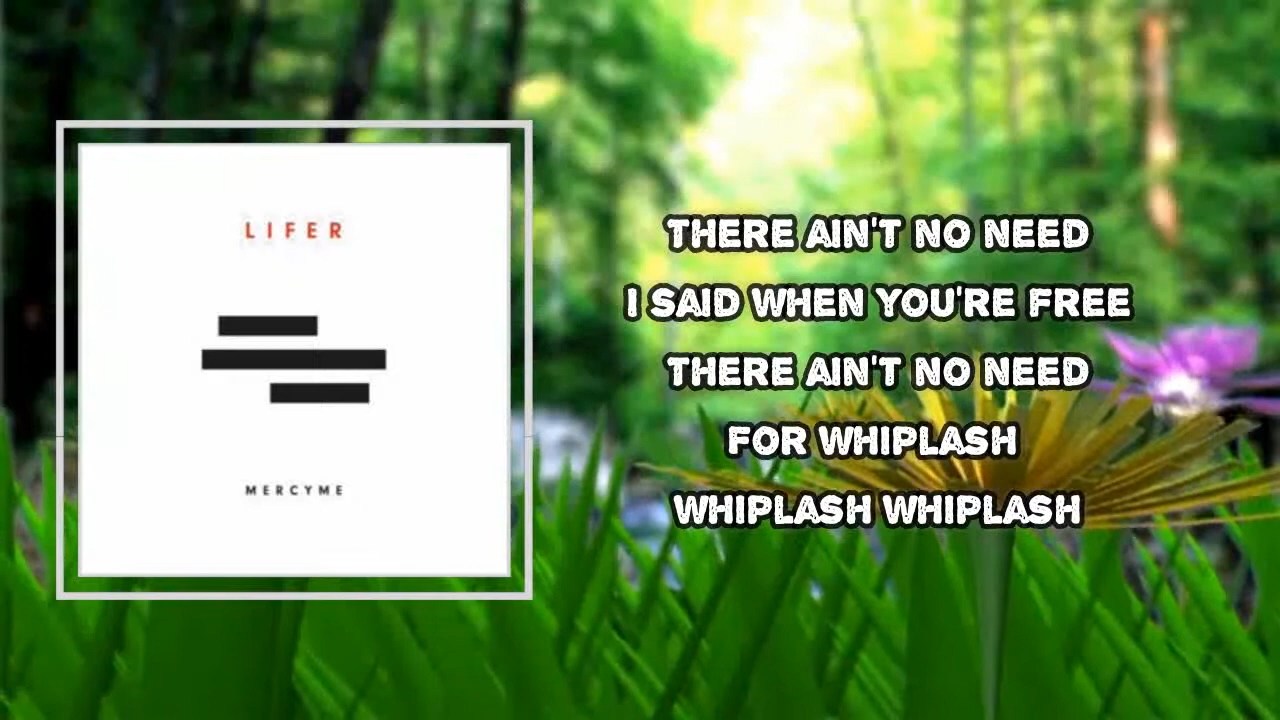 LIFER
MERCYME
THERE AIN'T NO NEED
I SAID WHEN YOU'RE FREE
THERE AIN'T NO NEED
FOR WHIPLASH
WHIPLASH WHIPLASH